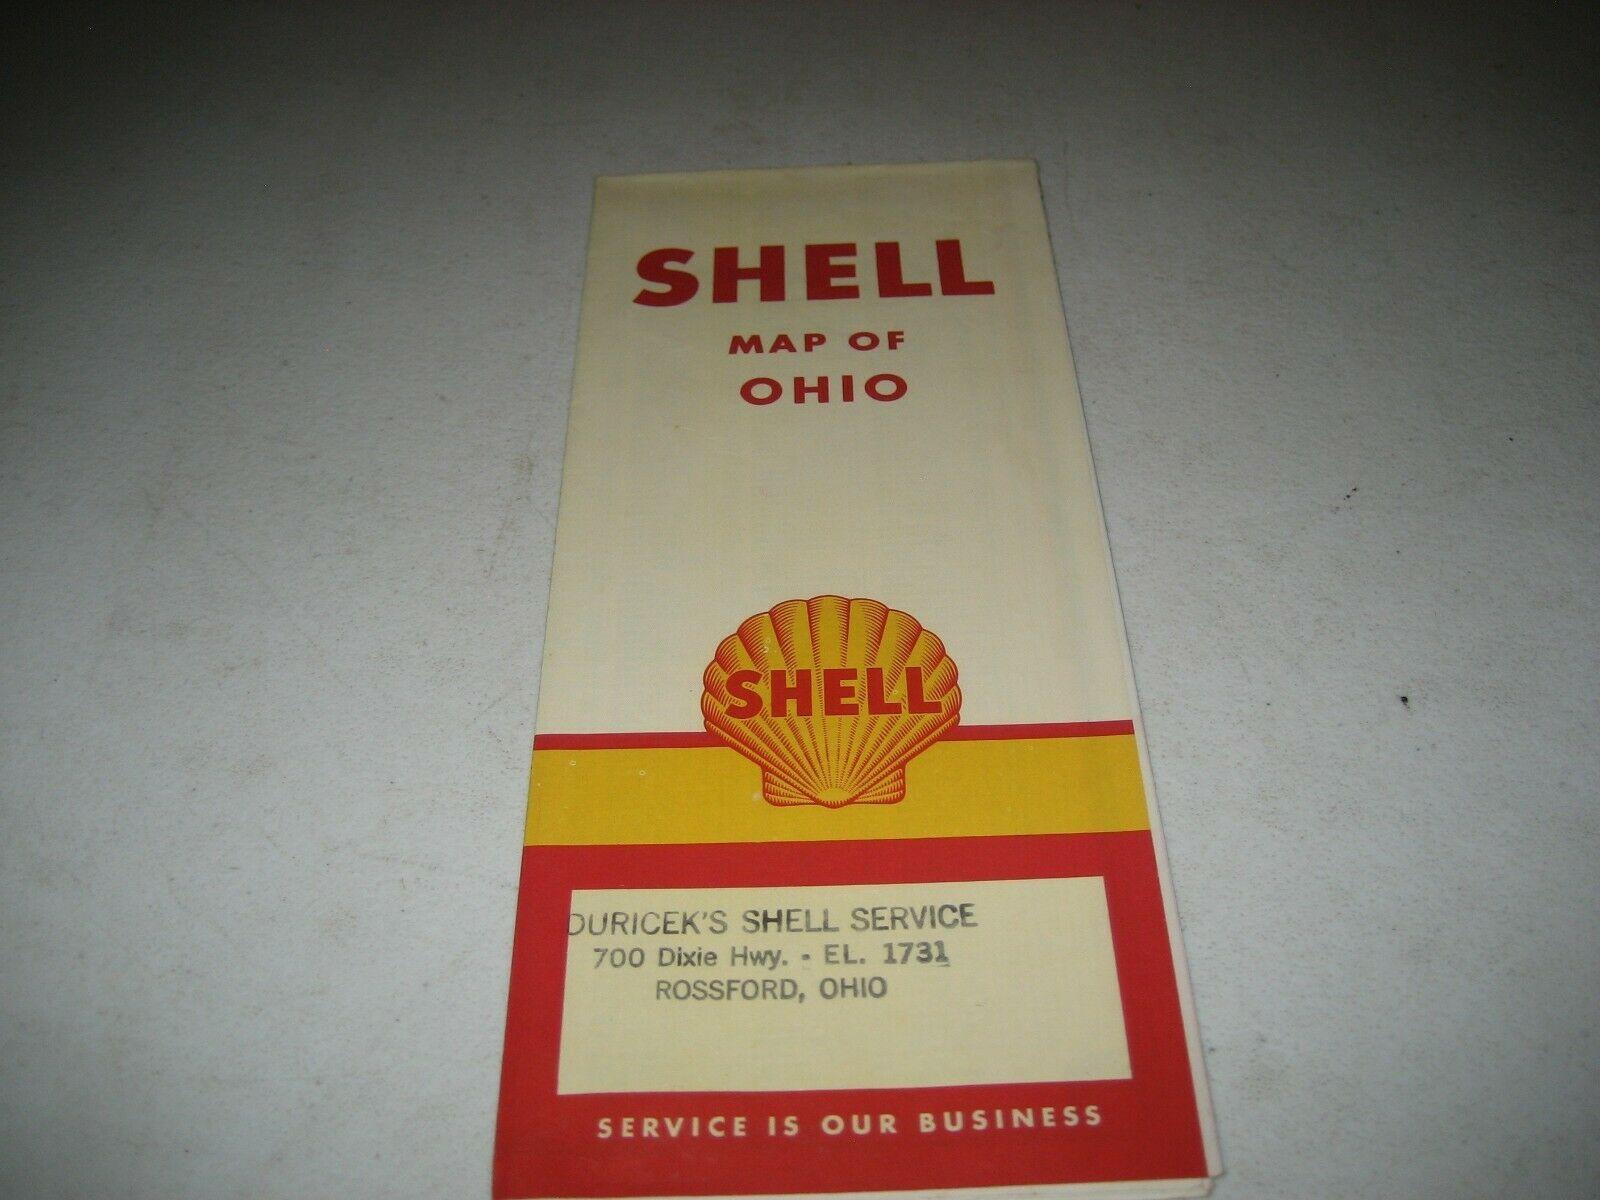 SHELL
MAP OF
OHIO
SHELL
DURICEK'S SHELL SERVICE
700 Dixie Hwy. - EL. 1731
ROSSFORD, OHIO
SERVICE IS OUR BUSINESS